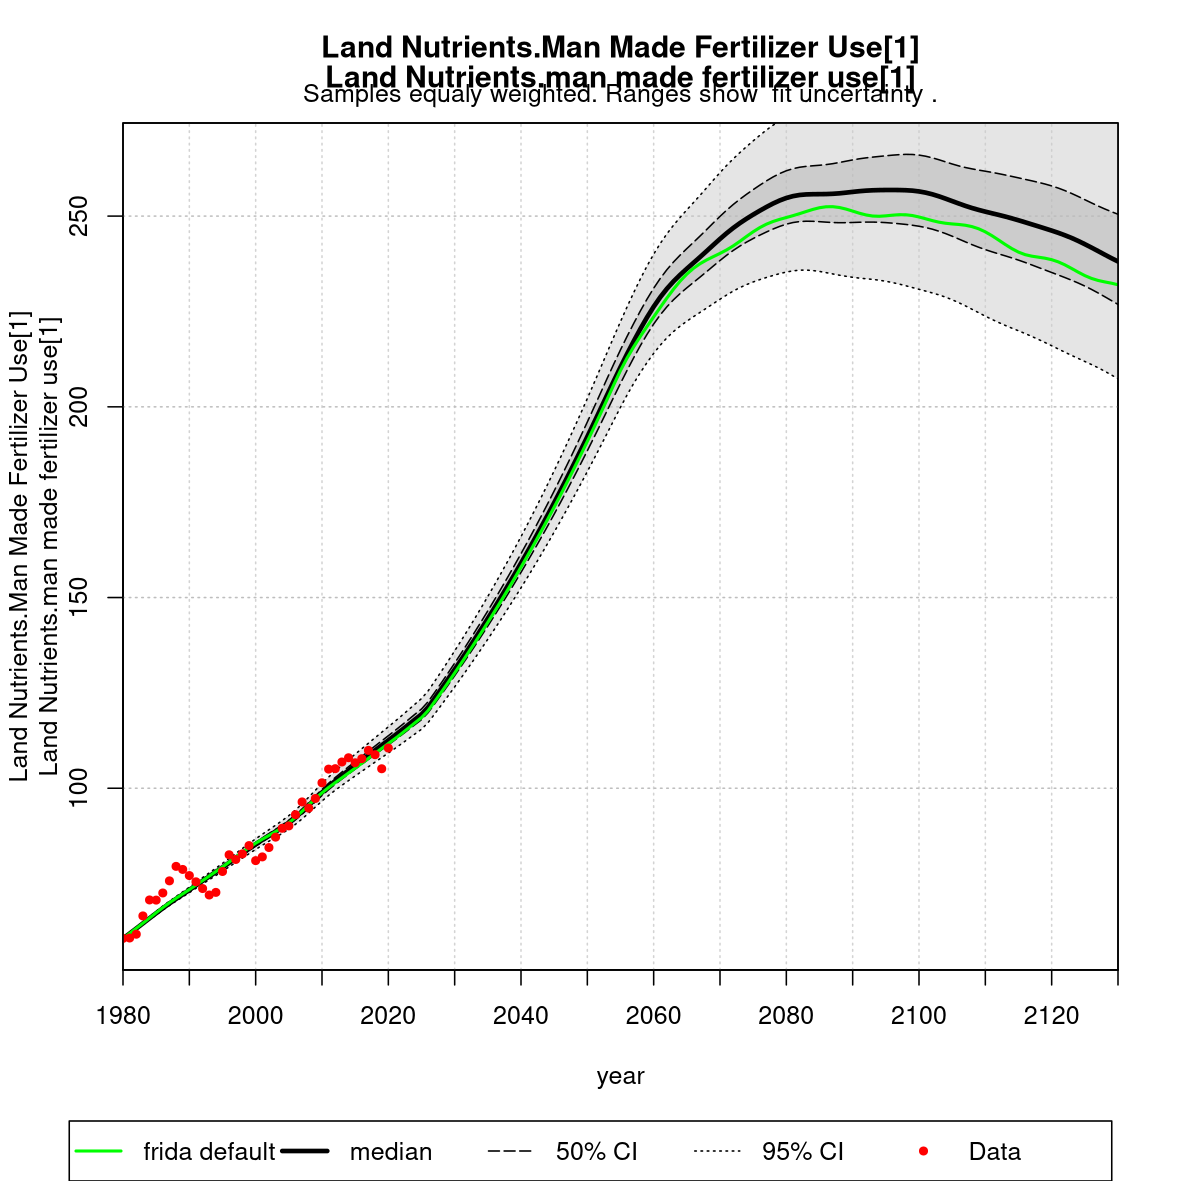 Land Nutrients.Man Made Fertilizer Use[1]
Land Nutrients.man made fertilizer use[1]
Samples equaly weighted. Ranges show  fit uncertainty .
Land Nutrients.Man Made Fertilizer Use[1]
Land Nutrients.man made fertilizer use[1]
250
200
150
100
1980 2000 2020 2040 2060 2080 2100 2120
year
frida default median 50% CI 95% CI Data